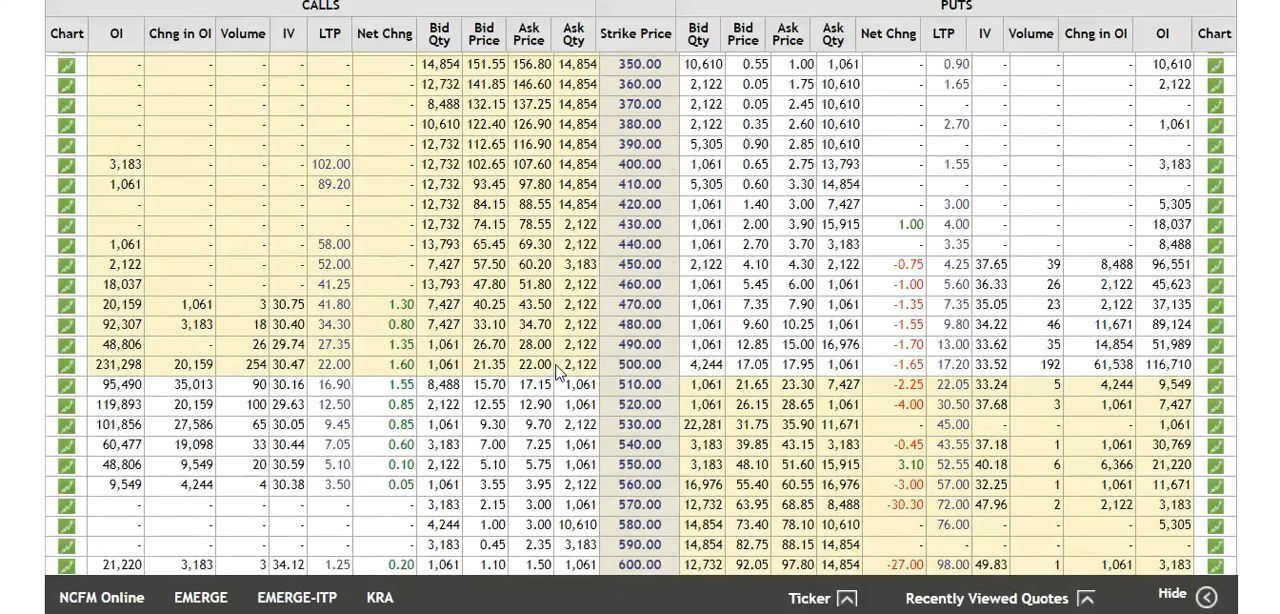 CALLS PUTS
Chart OI Chng in OI Volume IV LTP Net Chng Bid Qty Bid Price Ask Price Ask Qty Strike Price Bid Qty Bid Price Ask Price Ask Qty Net Chng LTP IV Volume Chng in OI OI Chart
- - - - - - 14,854 151.55 156.80 14,854 350.00 10,610 0.55 1.00 1,061 - 0.90 - - - 10,610
- - - - - - 12,732 141.85 146.60 14,854 360.00 2,122 0.05 1.75 10,610 - 1.65 - - - 2,122
- - - - - - 8,488 132.15 137.25 14,854 370.00 2,122 0.05 2.45 10,610 - - - - - -
- - - - - - 10,610 122.40 126.90 14,854 380.00 2,122 0.35 2.60 10,610 - 2.70 - - - 1,061
- - - - - - 12,732 112.65 116.90 14,854 390.00 5,305 0.90 2.85 10,610 - - - - - -
3,183 - - - 102.00 - 12,732 102.65 107.60 14,854 400.00 1,061 0.65 2.75 13,793 - 1.55 - - - 3,183
1,061 - - - 89.20 - 12,732 93.45 97.80 14,854 410.00 5,305 0.60 3.30 14,854 - - - - - -
- - - - - - 12,732 84.15 88.55 14,854 420.00 1,061 1.40 3.00 7,427 - 3.00 - - - 5,305
- - - - - - 12,732 74.15 78.55 2,122 430.00 1,061 2.00 3.90 15,915 1.00 4.00 - - - 18,037
1,061 - - - 58.00 - 13,793 65.45 69.30 2,122 440.00 1,061 2.70 3.70 3,183 - 3.35 - - - 8,488
2,122 - - - 52.00 - 7,427 57.50 60.20 3,183 450.00 2,122 4.10 4.30 2,122 -0.75 4.25 37.65 39 8,488 96,551
18,037 - - - 41.25 - 13,793 47.80 51.80 2,122 460.00 1,061 5.45 6.00 1,061 -1.00 5.60 36.33 26 2,122 45,623
20,159 1,061 3 30.75 41.80 1.30 7,427 40.25 43.50 2,122 470.00 1,061 7.35 7.90 1,061 -1.35 7.35 35.05 23 2,122 37,135
92,307 3,183 18 30.40 34.30 0.80 7,427 33.10 34.70 2,122 480.00 1,061 9.60 10.25 1,061 -1.55 9.80 34.22 46 11,671 89,124
48,806 - 26 29.74 27.35 1.35 1,061 26.70 28.00 2,122 490.00 1,061 12.85 15.00 16,976 -1.70 13.00 33.62 35 14,854 51,989
231,298 20,159 254 30.47 22.00 1.60 1,061 21.35 22.00 2,122 500.00 4,244 17.05 17.95 1,061 -1.65 17.20 33.52 192 61,538 116,710
95,490 35,013 90 30.16 16.90 1.55 8,488 15.70 17.15 1,061 510.00 1,061 21.65 23.30 7,427 -2.25 22.05 33.24 5 4,244 9,549
119,893 20,159 100 29.63 12.50 0.85 2,122 12.55 12.90 1,061 520.00 1,061 26.15 28.65 1,061 -4.00 30.50 37.68 3 1,061 7,427
101,856 27,586 65 30.05 9.45 0.85 1,061 9.30 9.70 2,122 530.00 22,281 31.75 35.90 11,671 - 45.00 - - - 1,061
60,477 19,098 33 30.44 7.05 0.60 3,183 7.00 7.25 1,061 540.00 3,183 39.85 43.15 3,183 -0.45 43.55 37.18 1 1,061 30,769
48,806 9,549 20 30.59 5.10 0.10 2,122 5.10 5.75 1,061 550.00 3,183 48.10 51.60 15,915 3.10 52.55 40.18 6 6,366 21,220
9,549 4,244 4 30.38 3.50 0.05 1,061 3.55 3.95 2,122 560.00 16,976 55.40 60.55 16,976 -3.00 57.00 32.25 1 1,061 11,671
- - - - - - 3,183 2.15 3.00 1,061 570.00 12,732 63.95 68.85 8,488 -30.30 72.00 47.96 2 2,122 3,183
- - - - - - 4,244 1.00 3.00 10,610 580.00 14,854 73.40 78.10 10,610 - 76.00 - - - 5,305
- - - - - - 3,183 0.45 2.35 3,183 590.00 14,854 82.75 88.15 14,854 - - - - - -
21,220 3,183 3 34.12 1.25 0.20 1,061 1.10 1.50 1,061 600.00 12,732 92.05 97.80 14,854 -27.00 98.00 49.83 1 1,061 3,183
NCFM Online EMERGE EMERGE-ITP KRA Ticker Recently Viewed Quotes Hide